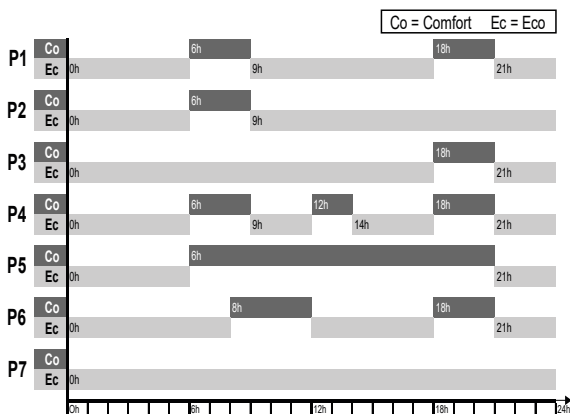 Co = Comfort Ec = Eco
P1 Co 6h 18h
Ec 0h 9h 21h
P2 Co 6h
Ec 0h 9h
P3 Co 18h
Ec 0h 21h
P4 Co 6h 12h 18h
Ec 0h 9h 14h 21h
P5 Co 6h
Ec 0h 21h
P6 Co 8h 18h
Ec 0h 21h
P7 Co
Ec 0h
0h 6h 12h 18h 24h